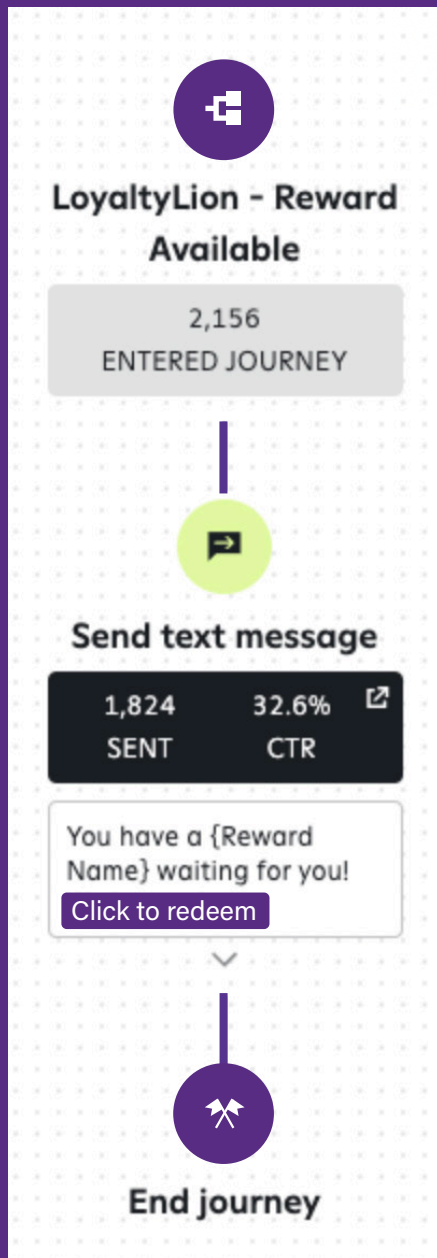 LoyaltyLion - Reward
Available
2,156
ENTERED JOURNEY
Send text message
1,824 32.6%
SENT CTR
You have a {Reward
Name} waiting for you!
Click to redeem
End journey